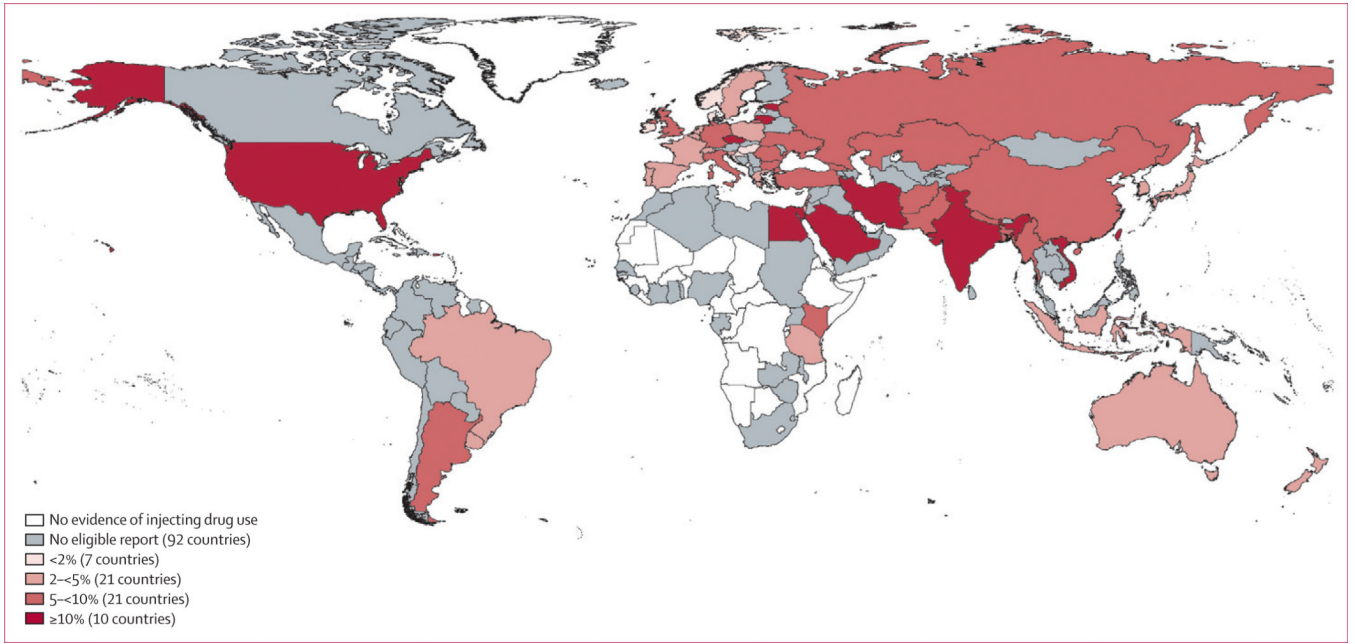 No evidence of injecting drug use
No eligible report (92 countries)
<2% (7 countries)
2–<5% (21 countries)
5–<10% (21 countries)
≥10% (10 countries)